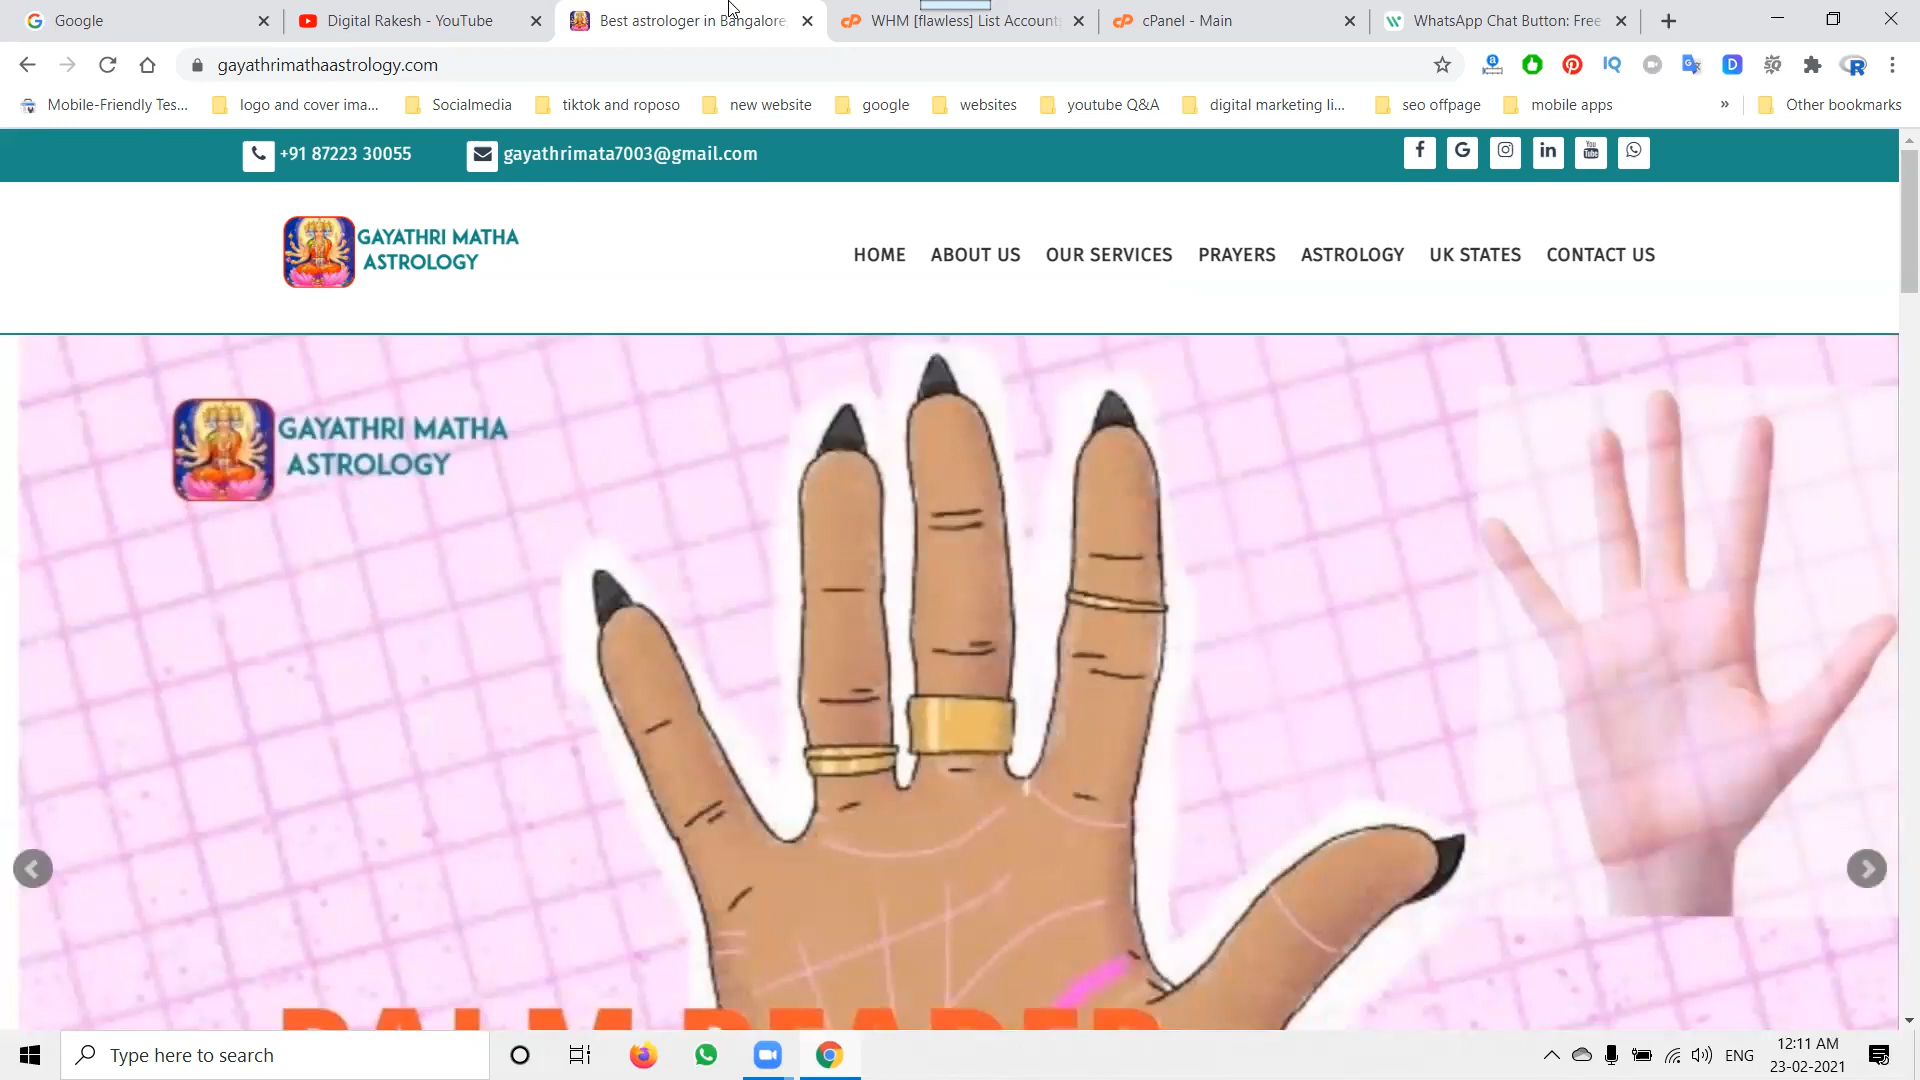 Google
Digital Rakesh - YouTube
Best astrologer in Bangalore,
WHM [flawless] List Account
cPanel - Main
WhatsApp Chat Button: Free
gayathrimathaastrology.com
Mobile-Friendly Tes...
logo and cover ima...
Socialmedia
tiktok and roposo
new website
google
websites
youtube Q&A
digital marketing li...
seo offpage
mobile apps
»
Other bookmarks
+91 87223 30055
gayathrimata7003@gmail.com
GAYATHRI MATHA
ASTROLOGY
HOME
ABOUT US
OUR SERVICES
PRAYERS
ASTROLOGY
UK STATES
CONTACT US
GAYATHRI MATHA
ASTROLOGY
PALM READER
Type here to search
ENG
12:11 AM
23-02-2021